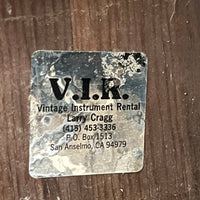 V.I.R.
Vintage Instrument Rental
Larry Cragg
(415) 453-3336
P.O. Box 1513
San Anselmo, CA 94979